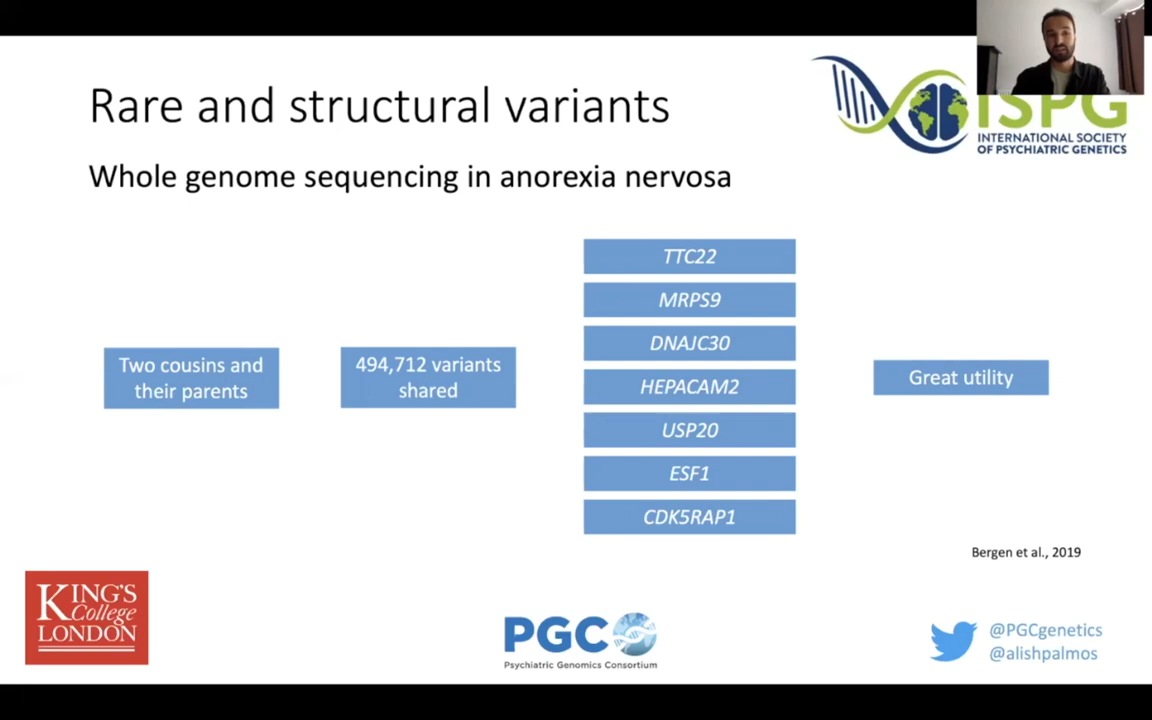 Rare and structural variants
ISPG
INTERNATIONAL SOCIETY
OF PSYCHIATRIC GENETICS
Whole genome sequencing in anorexia nervosa
Two cousins and
their parents
494,712 variants
shared
TTC22
MRPS9
DNAJC30
HEPACAM2
USP20
ESF1
CDK5RAP1
Great utility
Bergen et al., 2019
KING'S
College
LONDON
PGC
Psychiatric Genomics Consortium
@PGCgenetics
@alishpalmos